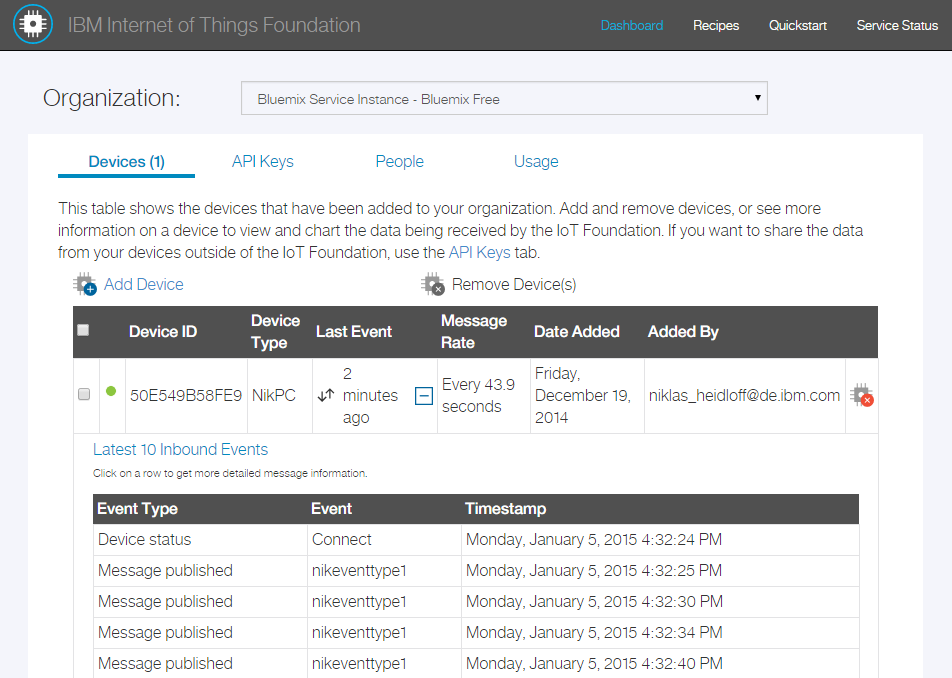 IBM Internet of Things Foundation Dashboard Recipes Quickstart Service Status
Organization: Bluemix Service Instance - Bluemix Free
Devices (1) API Keys People Usage
This table shows the devices that have been added to your organization. Add and remove devices, or see more
information on a device to view and chart the data being received by the IoT Foundation. If you want to share the data
from your devices outside of the IoT Foundation, use the API Keys tab.
Add Device Remove Device(s)
Device ID Device Type Last Event Message Rate Date Added Added By
50E549B58FE9 NikPC 2 minutes ago Every 43.9 seconds Friday, December 19, 2014 niklas_heidloff@de.ibm.com
Latest 10 Inbound Events
Click on a row to get more detailed message information.
Event Type Event Timestamp
Device status Connect Monday, January 5, 2015 4:32:24 PM
Message published nikeventtype1 Monday, January 5, 2015 4:32:25 PM
Message published nikeventtype1 Monday, January 5, 2015 4:32:30 PM
Message published nikeventtype1 Monday, January 5, 2015 4:32:34 PM
Message published nikeventtype1 Monday, January 5, 2015 4:32:40 PM